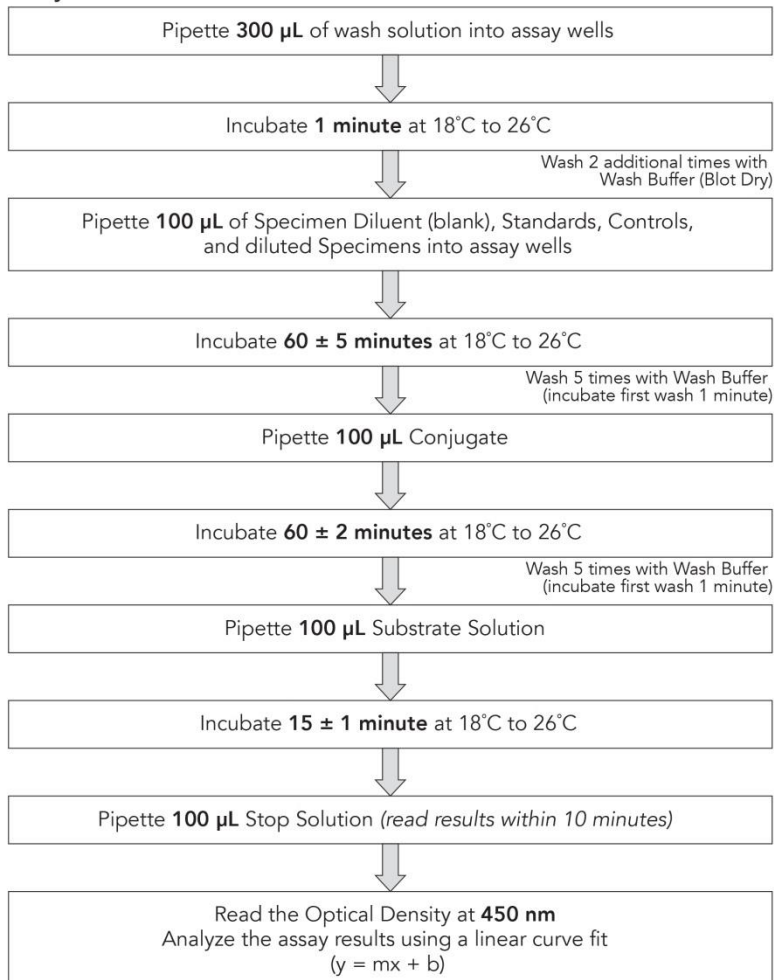 Pipette 300 µL of wash solution into assay wells
Incubate 1 minute at 18˚C to 26˚C
Wash 2 additional times with
Wash Buffer (Blot Dry)
Pipette 100 µL of Specimen Diluent (blank), Standards, Controls,
and diluted Specimens into assay wells
Incubate 60 ± 5 minutes at 18˚C to 26˚C
Wash 5 times with Wash Buffer
(incubate first wash 1 minute)
Pipette 100 µL Conjugate
Incubate 60 ± 2 minutes at 18˚C to 26˚C
Wash 5 times with Wash Buffer
(incubate first wash 1 minute)
Pipette 100 µL Substrate Solution
Incubate 15 ± 1 minute at 18˚C to 26˚C
Pipette 100 µL Stop Solution (read results within 10 minutes)
Read the Optical Density at 450 nm
Analyze the assay results using a linear curve fit
(y = mx + b)